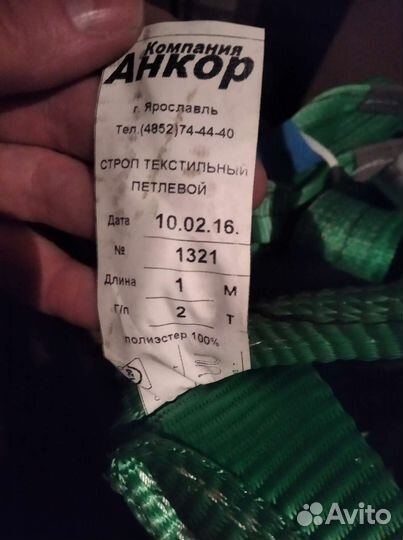 Компания
АНКОР
г. Ярославль
Тел.(4852)74-44-40
СТРОП ТЕКСТИЛЬНЫЙ
ПЕТЛЕВОЙ
Дата 10.02.16.
№ 1321
Длина 1 м
Г/п 2 т
полиэстер 100%
Avito